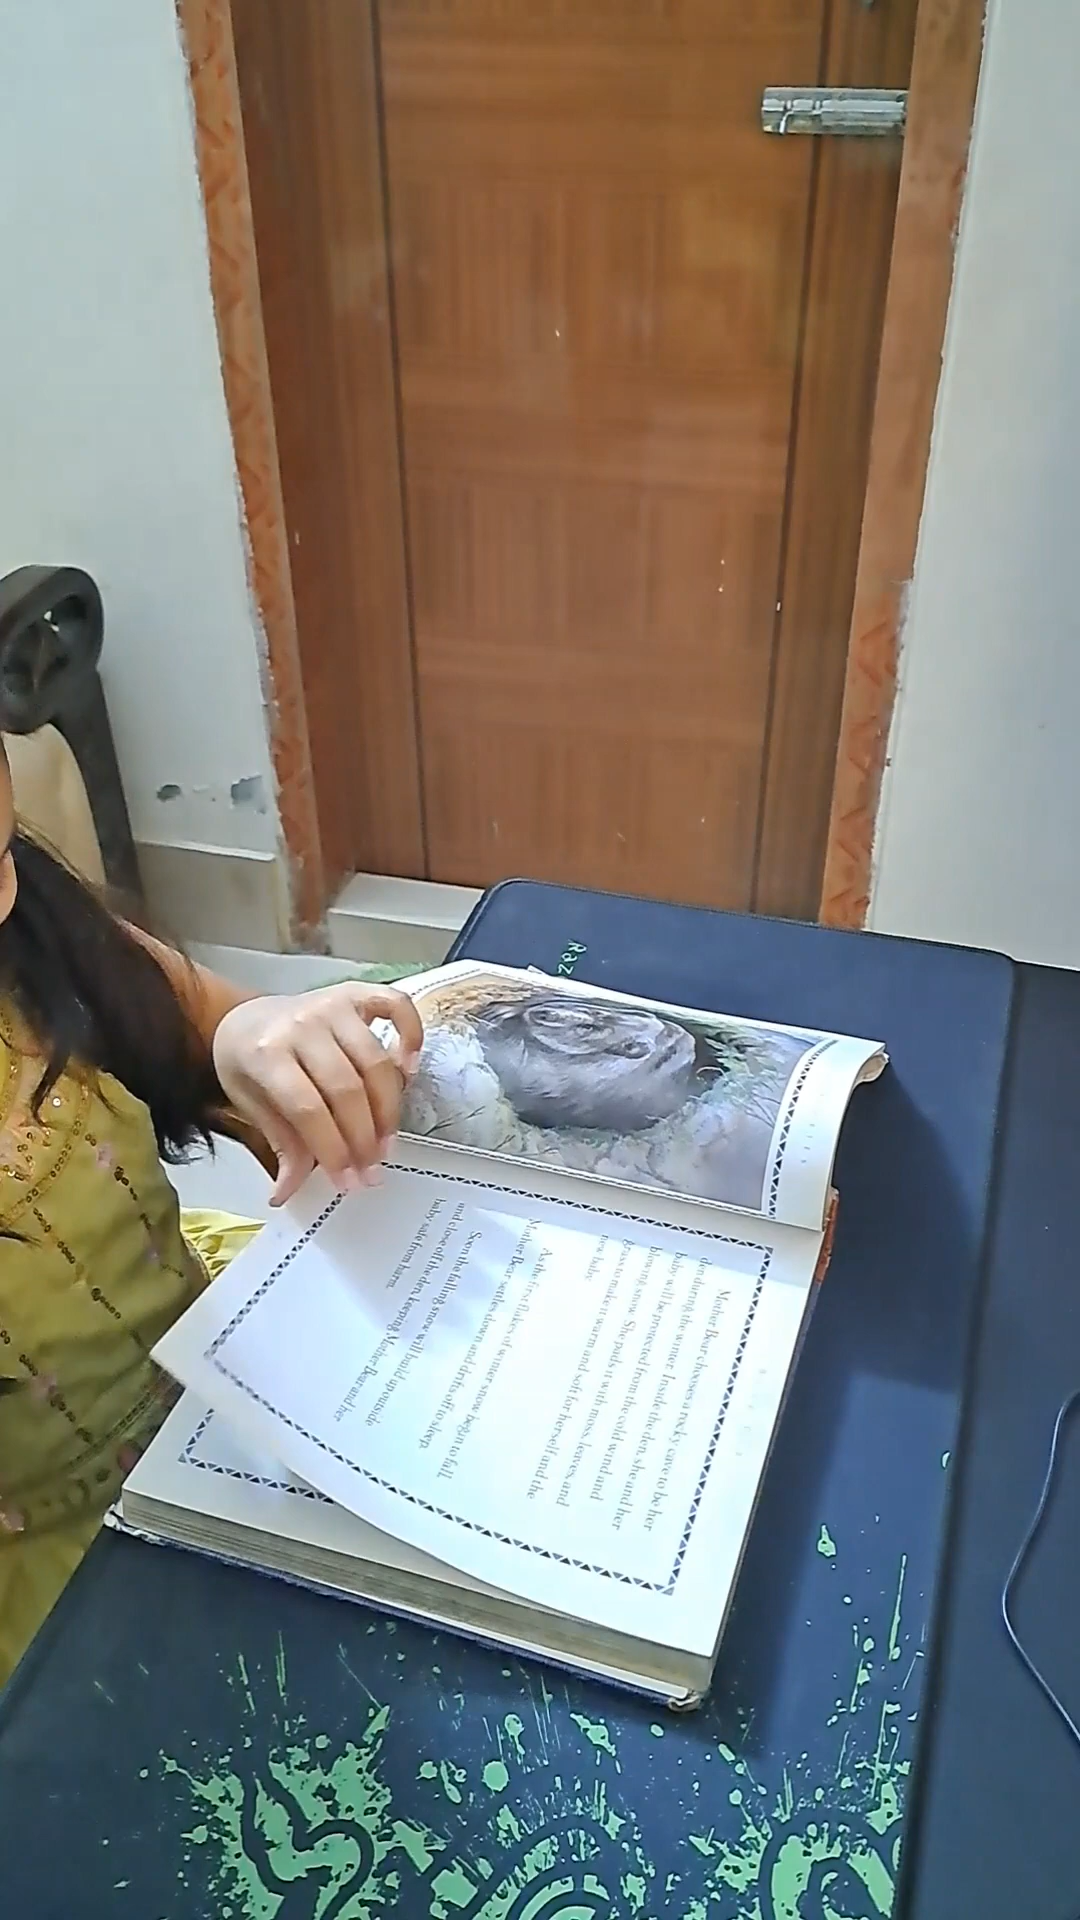 Mother Bear chooses a rocky cave to be her
den during the winter. Inside the den, she and her
baby will be protected from the cold wind and
blowing snow. She pads it with moss, leaves and
grass to make it warm and soft for herself and the
new baby.
As the first flakes of winter snow begin to fall,
Mother Bear settles down and drifts off to sleep.
Soon the falling snow will build up outside
and close off the den, keeping Mother Bear and her
baby safe from harm.
Raz